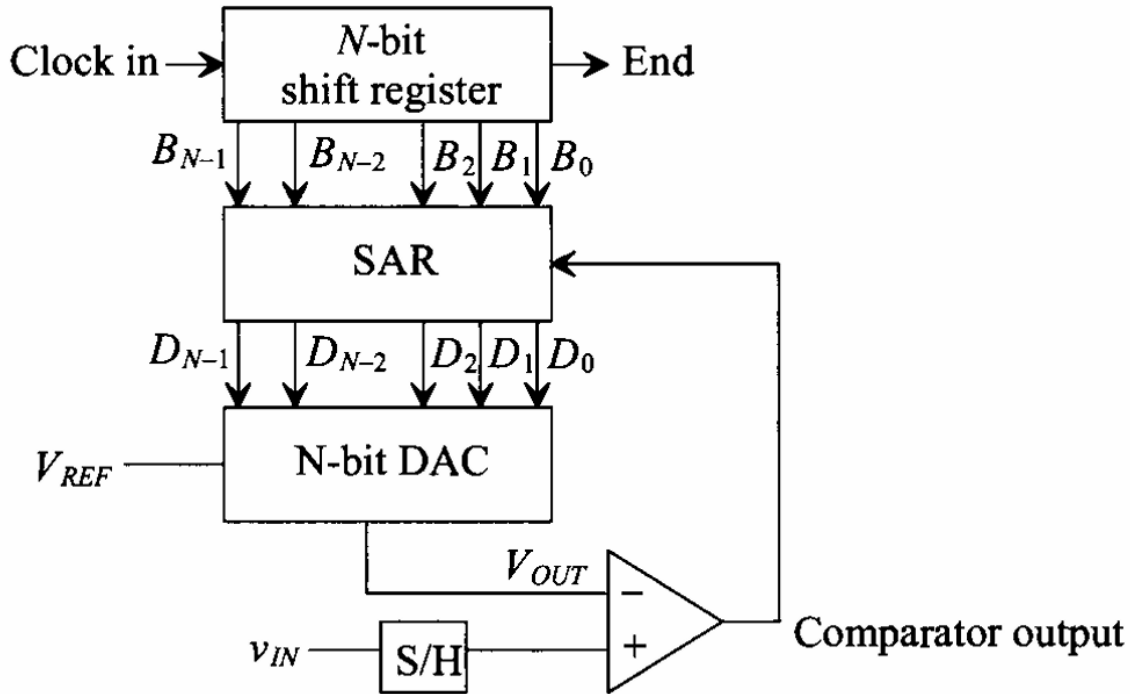 Clock in
N-bit
shift register
End
B_{N-1} B_{N-2} B_2 B_1 B_0
SAR
D_{N-1} D_{N-2} D_2 D_1 D_0
V_{REF}
N-bit DAC
V_{OUT}
−
+
v_{IN}
S/H
Comparator output